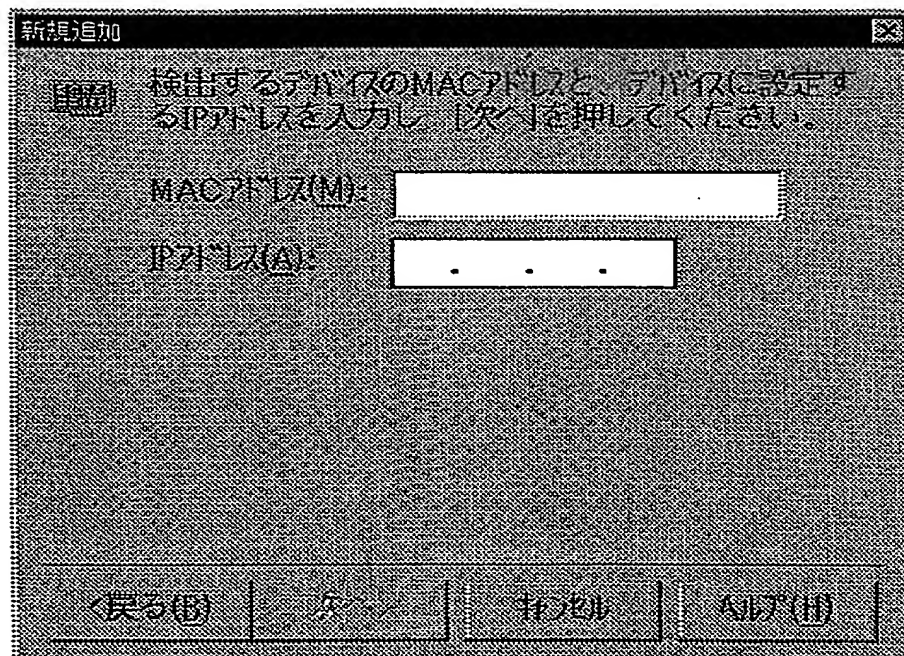 新規追加
検出するデバイスのMACアドレスと、デバイスに設定す
るIPアドレスを入力し、[次へ]を押してください。
MACアドレス(M):
IPアドレス(A):
. . .
<戻る(B)
次へ
キャンセル
ヘルプ(H)